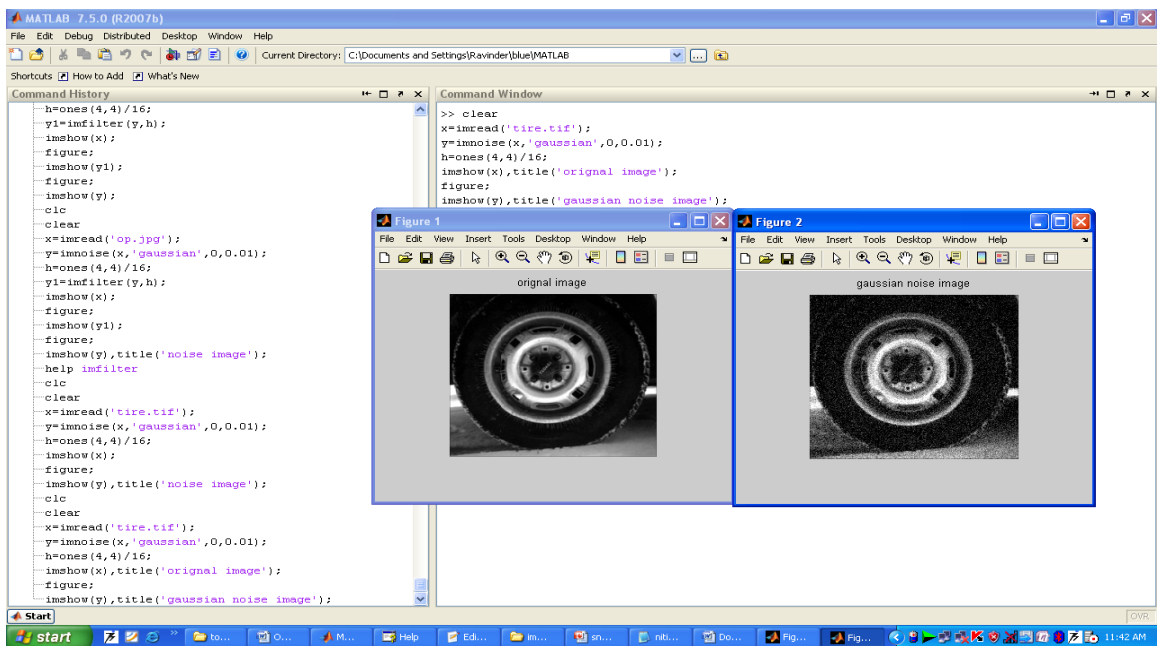 MATLAB 7.5.0 (R2007b)
File Edit Debug Distributed Desktop Window Help
Current Directory: C:\Documents and Settings\Ravinder\blue\MATLAB
Shortcuts How to Add What's New
Command History
h=ones(4,4)/16;
y1=imfilter(y,h);
imshow(x);
figure;
imshow(y1);
figure;
imshow(y);
clc
clear
x=imread('op.jpg');
y=imnoise(x,'gaussian',0,0.01);
h=ones(4,4)/16;
y1=imfilter(y,h);
imshow(x);
figure;
imshow(y1);
figure;
imshow(y),title('noise image');
help imfilter
clc
clear
x=imread('tire.tif');
y=imnoise(x,'gaussian',0,0.01);
h=ones(4,4)/16;
imshow(x);
figure;
imshow(y),title('noise image');
clc
clear
x=imread('tire.tif');
y=imnoise(x,'gaussian',0,0.01);
h=ones(4,4)/16;
imshow(x),title('orignal image');
figure;
imshow(y),title('gaussian noise image');
Command Window
>> clear
x=imread('tire.tif');
y=imnoise(x,'gaussian',0,0.01);
h=ones(4,4)/16;
imshow(x),title('orignal image');
figure;
imshow(y),title('gaussian noise image');
Figure 1
File Edit View Insert Tools Desktop Window Help
orignal image
Figure 2
File Edit View Insert Tools Desktop Window Help
gaussian noise image
Start
OVR
start to... O... M... Help Edi... im... sn... niti... Do... Fig... Fig... 11:42 AM